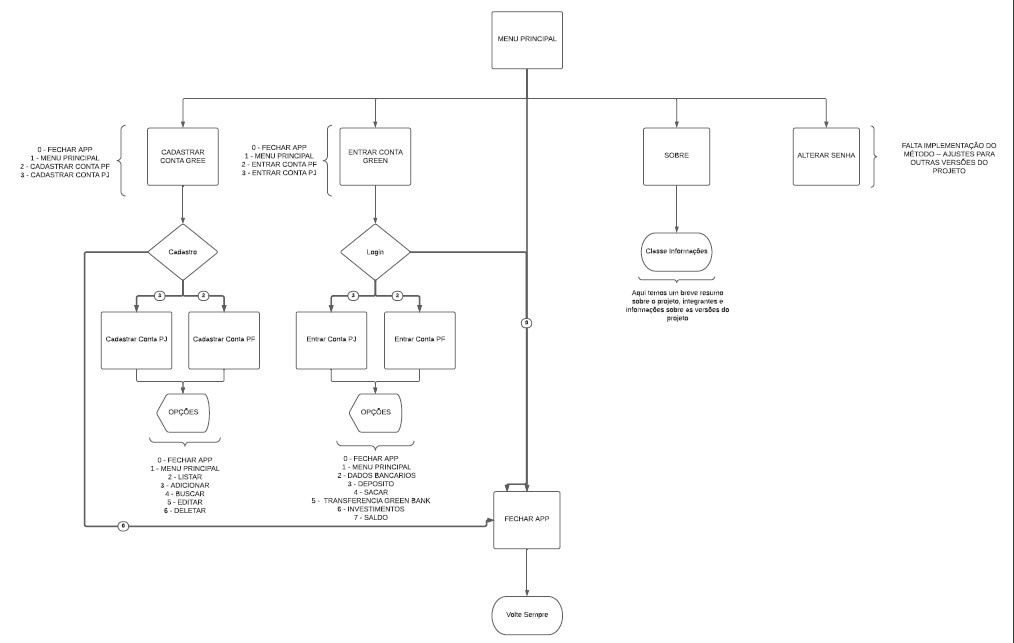 MENU PRINCIPAL
0 - FECHAR APP
1 - MENU PRINCIPAL
2 - CADASTRAR CONTA PF
3 - CADASTRAR CONTA PJ
CADASTRAR
CONTA GREE
0 - FECHAR APP
1 - MENU PRINCIPAL
2 - ENTRAR CONTA PF
3 - ENTRAR CONTA PJ
ENTRAR CONTA
GREEN
SOBRE
ALTERAR SENHA
FALTA IMPLEMENTAÇÃO DO
MÉTODO – AJUSTES PARA
OUTRAS VERSÕES DO
PROJETO
Cadastro
Login
Classe Informações
Aqui temos um breve resumo
sobre o projeto, integrantes e
informações sobre as versões do
projeto
3
2
3
2
0
Cadastrar Conta PJ
Cadastrar Conta PF
Entrar Conta PJ
Entrar Conta PF
OPÇÕES
OPÇÕES
0 - FECHAR APP
1 - MENU PRINCIPAL
2 - LISTAR
3 - ADICIONAR
4 - BUSCAR
5 - EDITAR
6 - DELETAR
0 - FECHAR APP
1 - MENU PRINCIPAL
2 - DADOS BANCARIOS
3 - DEPOSITO
4 - SACAR
5 - TRANSFERENCIA GREEN BANK
6 - INVESTIMENTOS
7 - SALDO
0
FECHAR APP
Volte Sempre